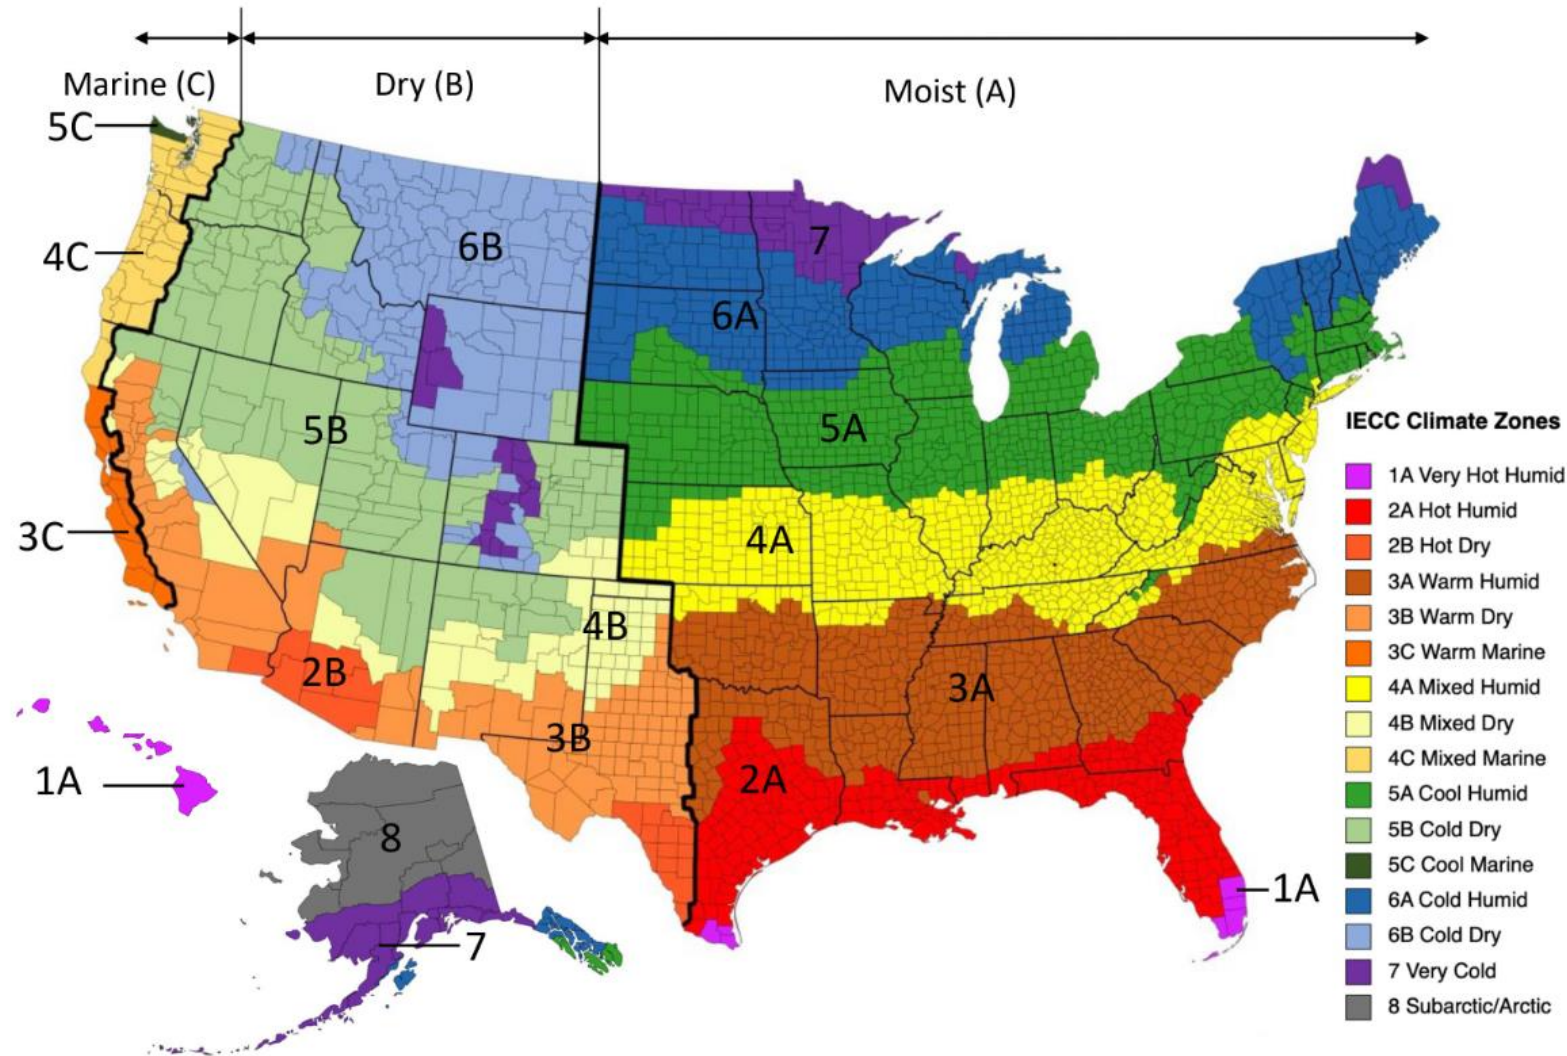 Marine (C)
Dry (B)
Moist (A)
5C
4C
6B
7
6A
5B
5A
IECC Climate Zones
1A Very Hot Humid
2A Hot Humid
2B Hot Dry
3A Warm Humid
3B Warm Dry
3C Warm Marine
4A Mixed Humid
4B Mixed Dry
4C Mixed Marine
5A Cool Humid
5B Cold Dry
5C Cool Marine
6A Cold Humid
6B Cold Dry
7 Very Cold
8 Subarctic/Arctic
3C
4A
4B
2B
3A
3B
1A
2A
8
1A
7